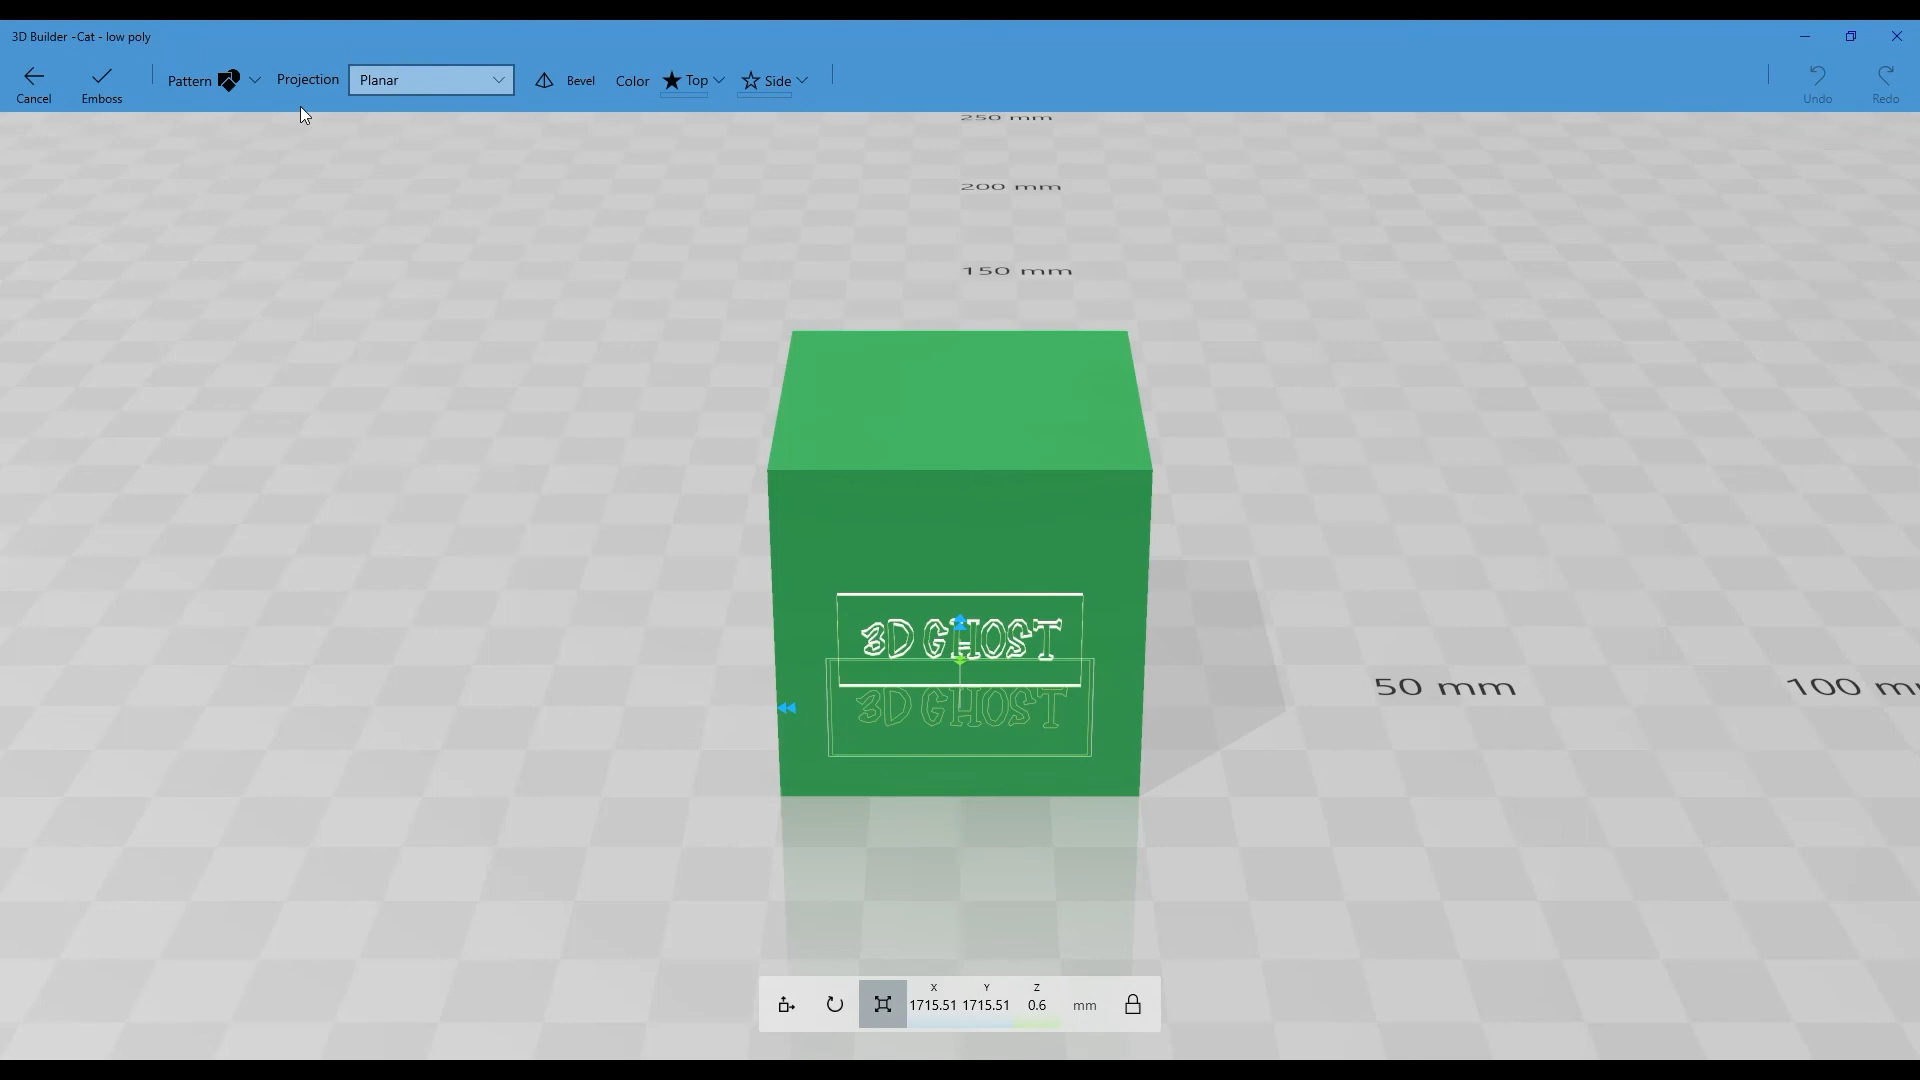 3D Builder -Cat - low poly
Cancel
Emboss
Pattern
Projection
Planar
Bevel
Color
Top
Side
Undo
Redo
250 mm
200 mm
150 mm
3D GHOST
3D GHOST
50 mm
100 m
X Y Z
1715.51 1715.51 0.6 mm